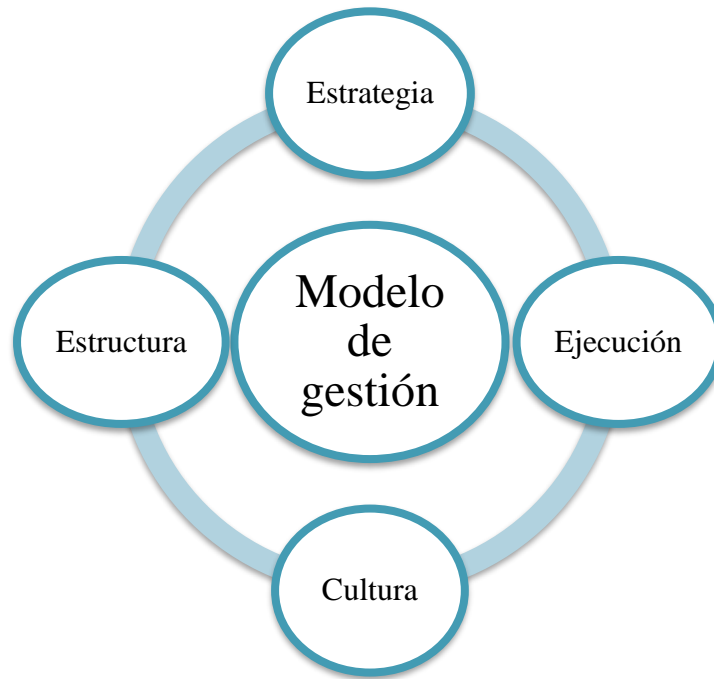 Estrategia
Modelo
de
gestión
Estructura
Ejecución
Cultura